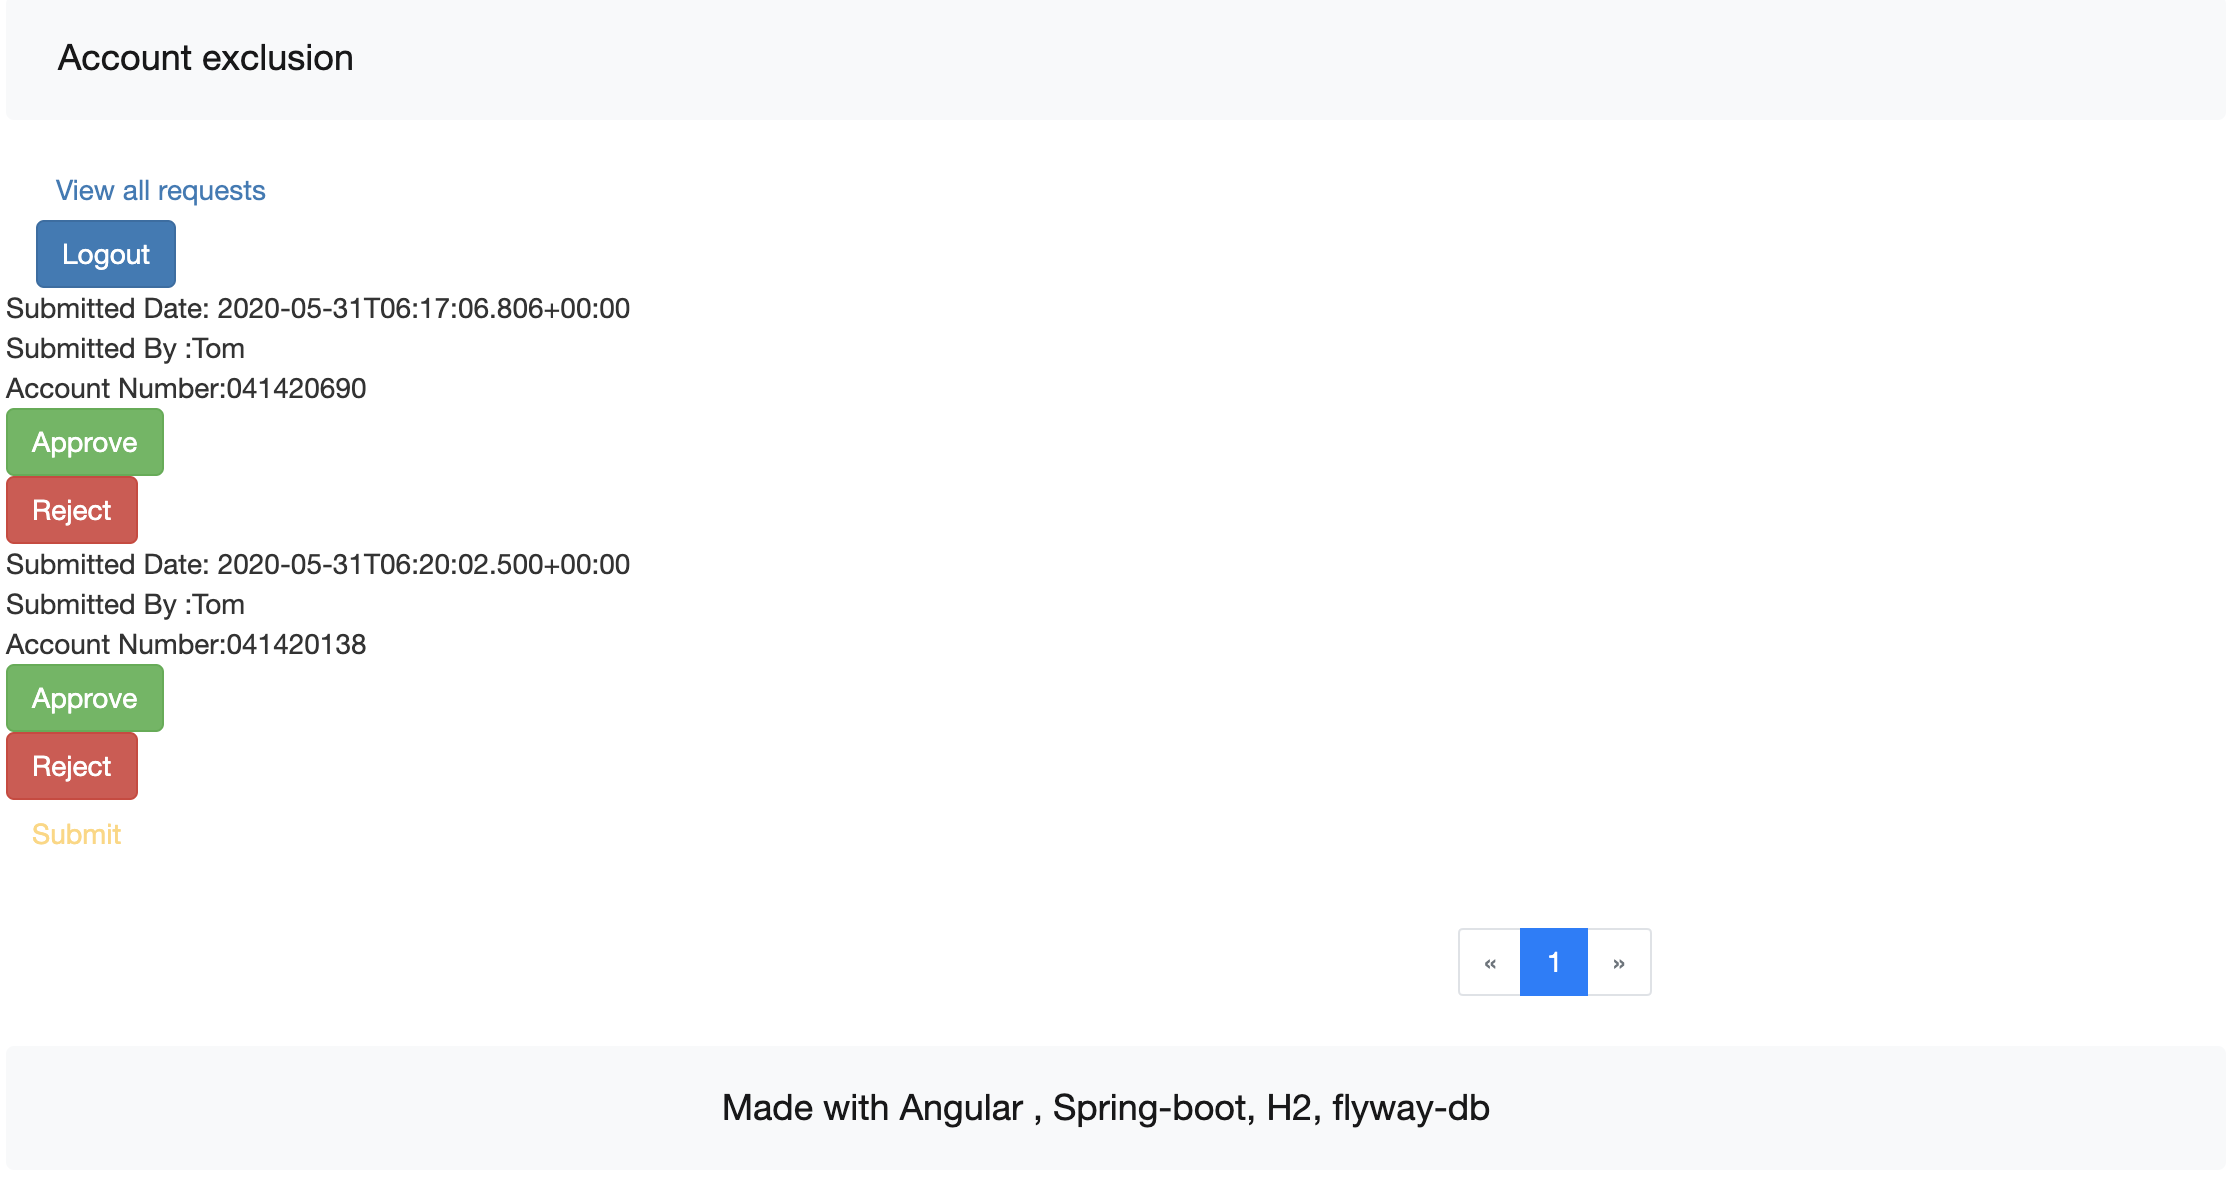 Account exclusion
View all requests
Logout
Submitted Date: 2020-05-31T06:17:06.806+00:00
Submitted By :Tom
Account Number:041420690
Approve
Reject
Submitted Date: 2020-05-31T06:20:02.500+00:00
Submitted By :Tom
Account Number:041420138
Approve
Reject
Submit
« 1 »
Made with Angular , Spring-boot, H2, flyway-db